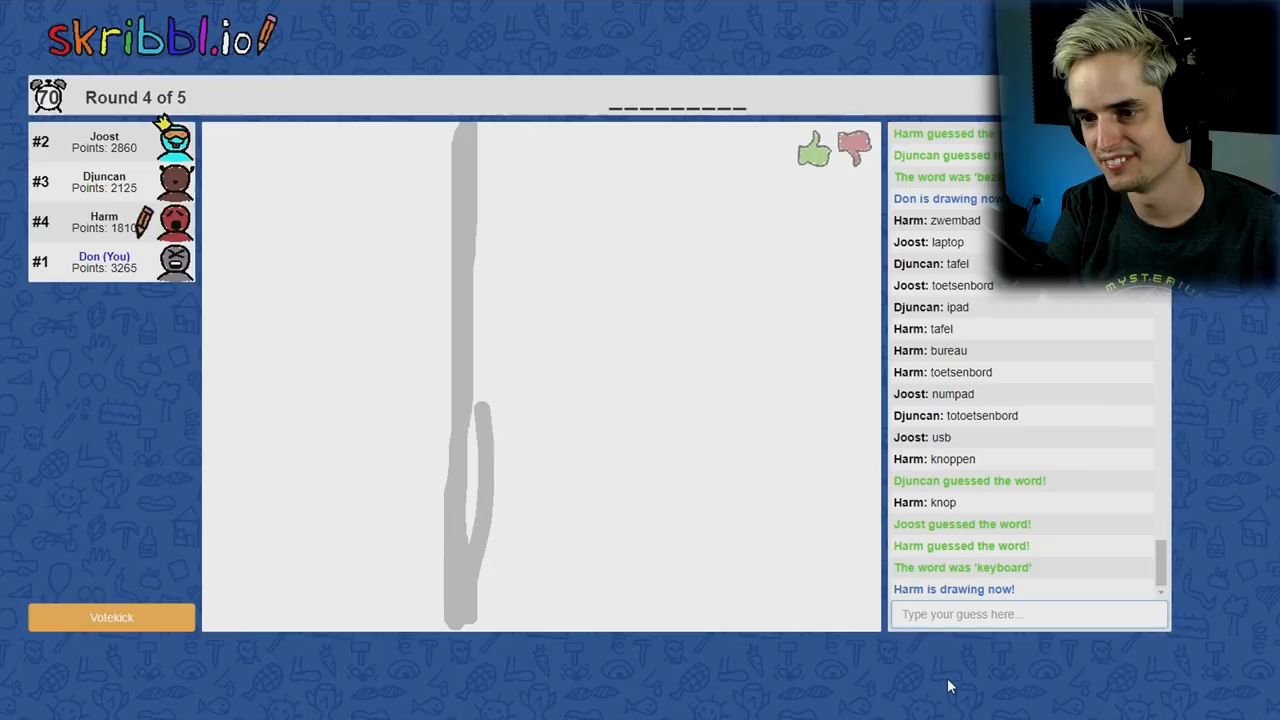 skribbl.io
70
Round 4 of 5
_________
#2
Joost
Points: 2860
#3
Djuncan
Points: 2125
#4
Harm
Points: 1810
#1
Don (You)
Points: 3265
Votekick
Harm guessed the
Djuncan guessed
The word was
Don is drawing now
Harm: zwembad
Joost: laptop
Djuncan: tafel
Joost: toetsenbord
Djuncan: ipad
Harm: tafel
Harm: bureau
Harm: toetsenbord
Joost: numpad
Djuncan: totoetsenbord
Joost: usb
Harm: knoppen
Djuncan guessed the word!
Harm: knop
Joost guessed the word!
Harm guessed the word!
The word was 'keyboard'
Harm is drawing now!
Type your guess here...